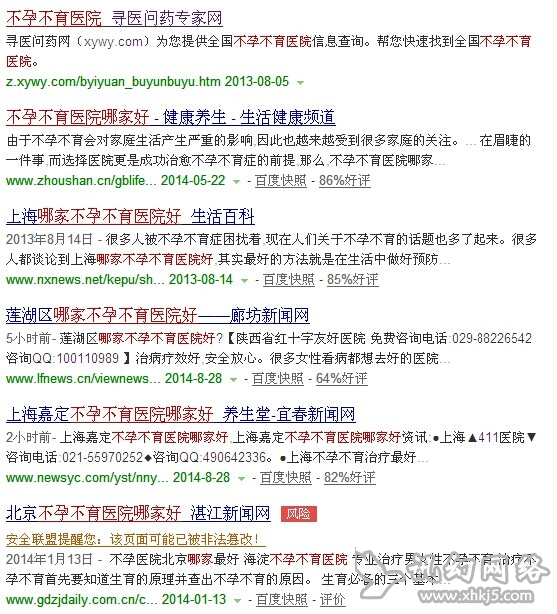 不孕不育医院_寻医问药专家网
寻医问药网（xywy.com）为您提供全国不孕不育医院信息查询。帮您快速找到全国不孕不育
医院。
z.xywy.com/byiyuan_buyunbuyu.htm 2013-08-05
不孕不育医院哪家好 - 健康养生 - 生活健康频道
由于不孕不育会对家庭生活产生严重的影响,因此也越来越受到很多家庭的关注。... 在眉睫的
一件事,而选择医院更是成功治愈不孕不育症的前提,那么,不孕不育医院哪家...
www.zhoushan.cn/gblife... 2014-05-22 - 百度快照 - 86%好评
上海哪家不孕不育医院好_生活百科
2013年8月14日 - 很多人被不孕不育症困扰着,现在人们关于不孕不育的话题也多了起来。很多
人都谈论到上海哪家不孕不育医院好,其实最好的方法就是在生活中做好预防...
www.nxnews.net/kepu/sh... 2013-08-14 - 百度快照 - 85%好评
莲湖区哪家不孕不育医院好——廊坊新闻网
5小时前- 莲湖区哪家不孕不育医院好?【陕西省红十字友好医院 免费咨询电话:029-88226542
咨询QQ:100110989 】治病疗效好,安全放心。很多女性看病都想去好的医院...
www.lfnews.cn/viewnews... 2014-8-28 - 百度快照 - 64%好评
上海嘉定不孕不育医院哪家好_养生堂-宜春新闻网
2小时前- 上海嘉定不孕不育医院哪家好,上海嘉定不孕不育医院哪家好资讯:●上海▲411医院▼
咨询电话:021-55970252◆咨询QQ:490642336。●上海不孕不育治疗最好...
www.newsyc.com/yst/nny... 2014-8-28 - 百度快照 - 82%好评
北京不孕不育医院哪家好_湛江新闻网 风险
安全联盟提醒您：该页面可能已被非法篡改！
2014年1月13日 - 不孕医院北京哪家最好 海淀不孕不育医院 专业治疗男女性不孕不育,治疗不
孕不育首先要知道生育的原理并查出不孕不育的原因。 生育必备的三个基本...
www.gdzjdaily.com.cn/c... 2014-01-13 - 百度快照 - 评价
www.xhkj5.com